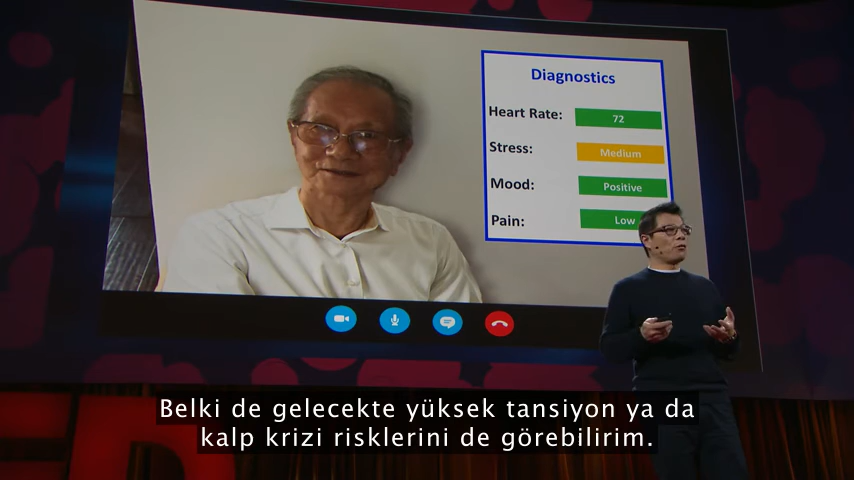 Diagnostics
Heart Rate: 72
Stress: Medium
Mood: Positive
Pain: Low
Belki de gelecekte yüksek tansiyon ya da
kalp krizi risklerini de görebilirim.